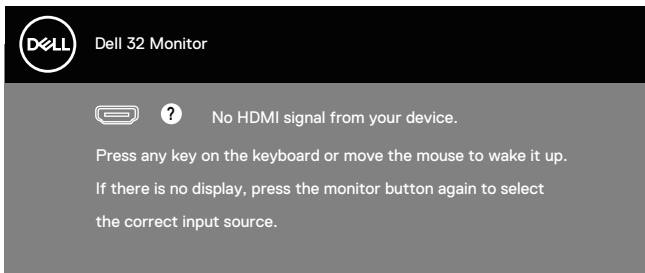 DELL
Dell 32 Monitor
? No HDMI signal from your device.
Press any key on the keyboard or move the mouse to wake it up.
If there is no display, press the monitor button again to select
the correct input source.